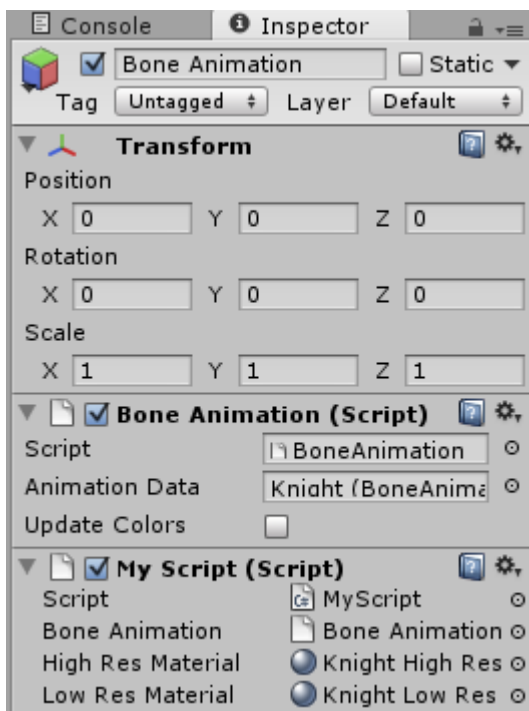 Console Inspector
Bone Animation Static
Tag Untagged Layer Default
Transform
Position
X 0 Y 0 Z 0
Rotation
X 0 Y 0 Z 0
Scale
X 1 Y 1 Z 1
Bone Animation (Script)
Script BoneAnimation
Animation Data Knight (BoneAnima
Update Colors
My Script (Script)
Script MyScript
Bone Animation Bone Animation
High Res Material Knight High Res
Low Res Material Knight Low Res